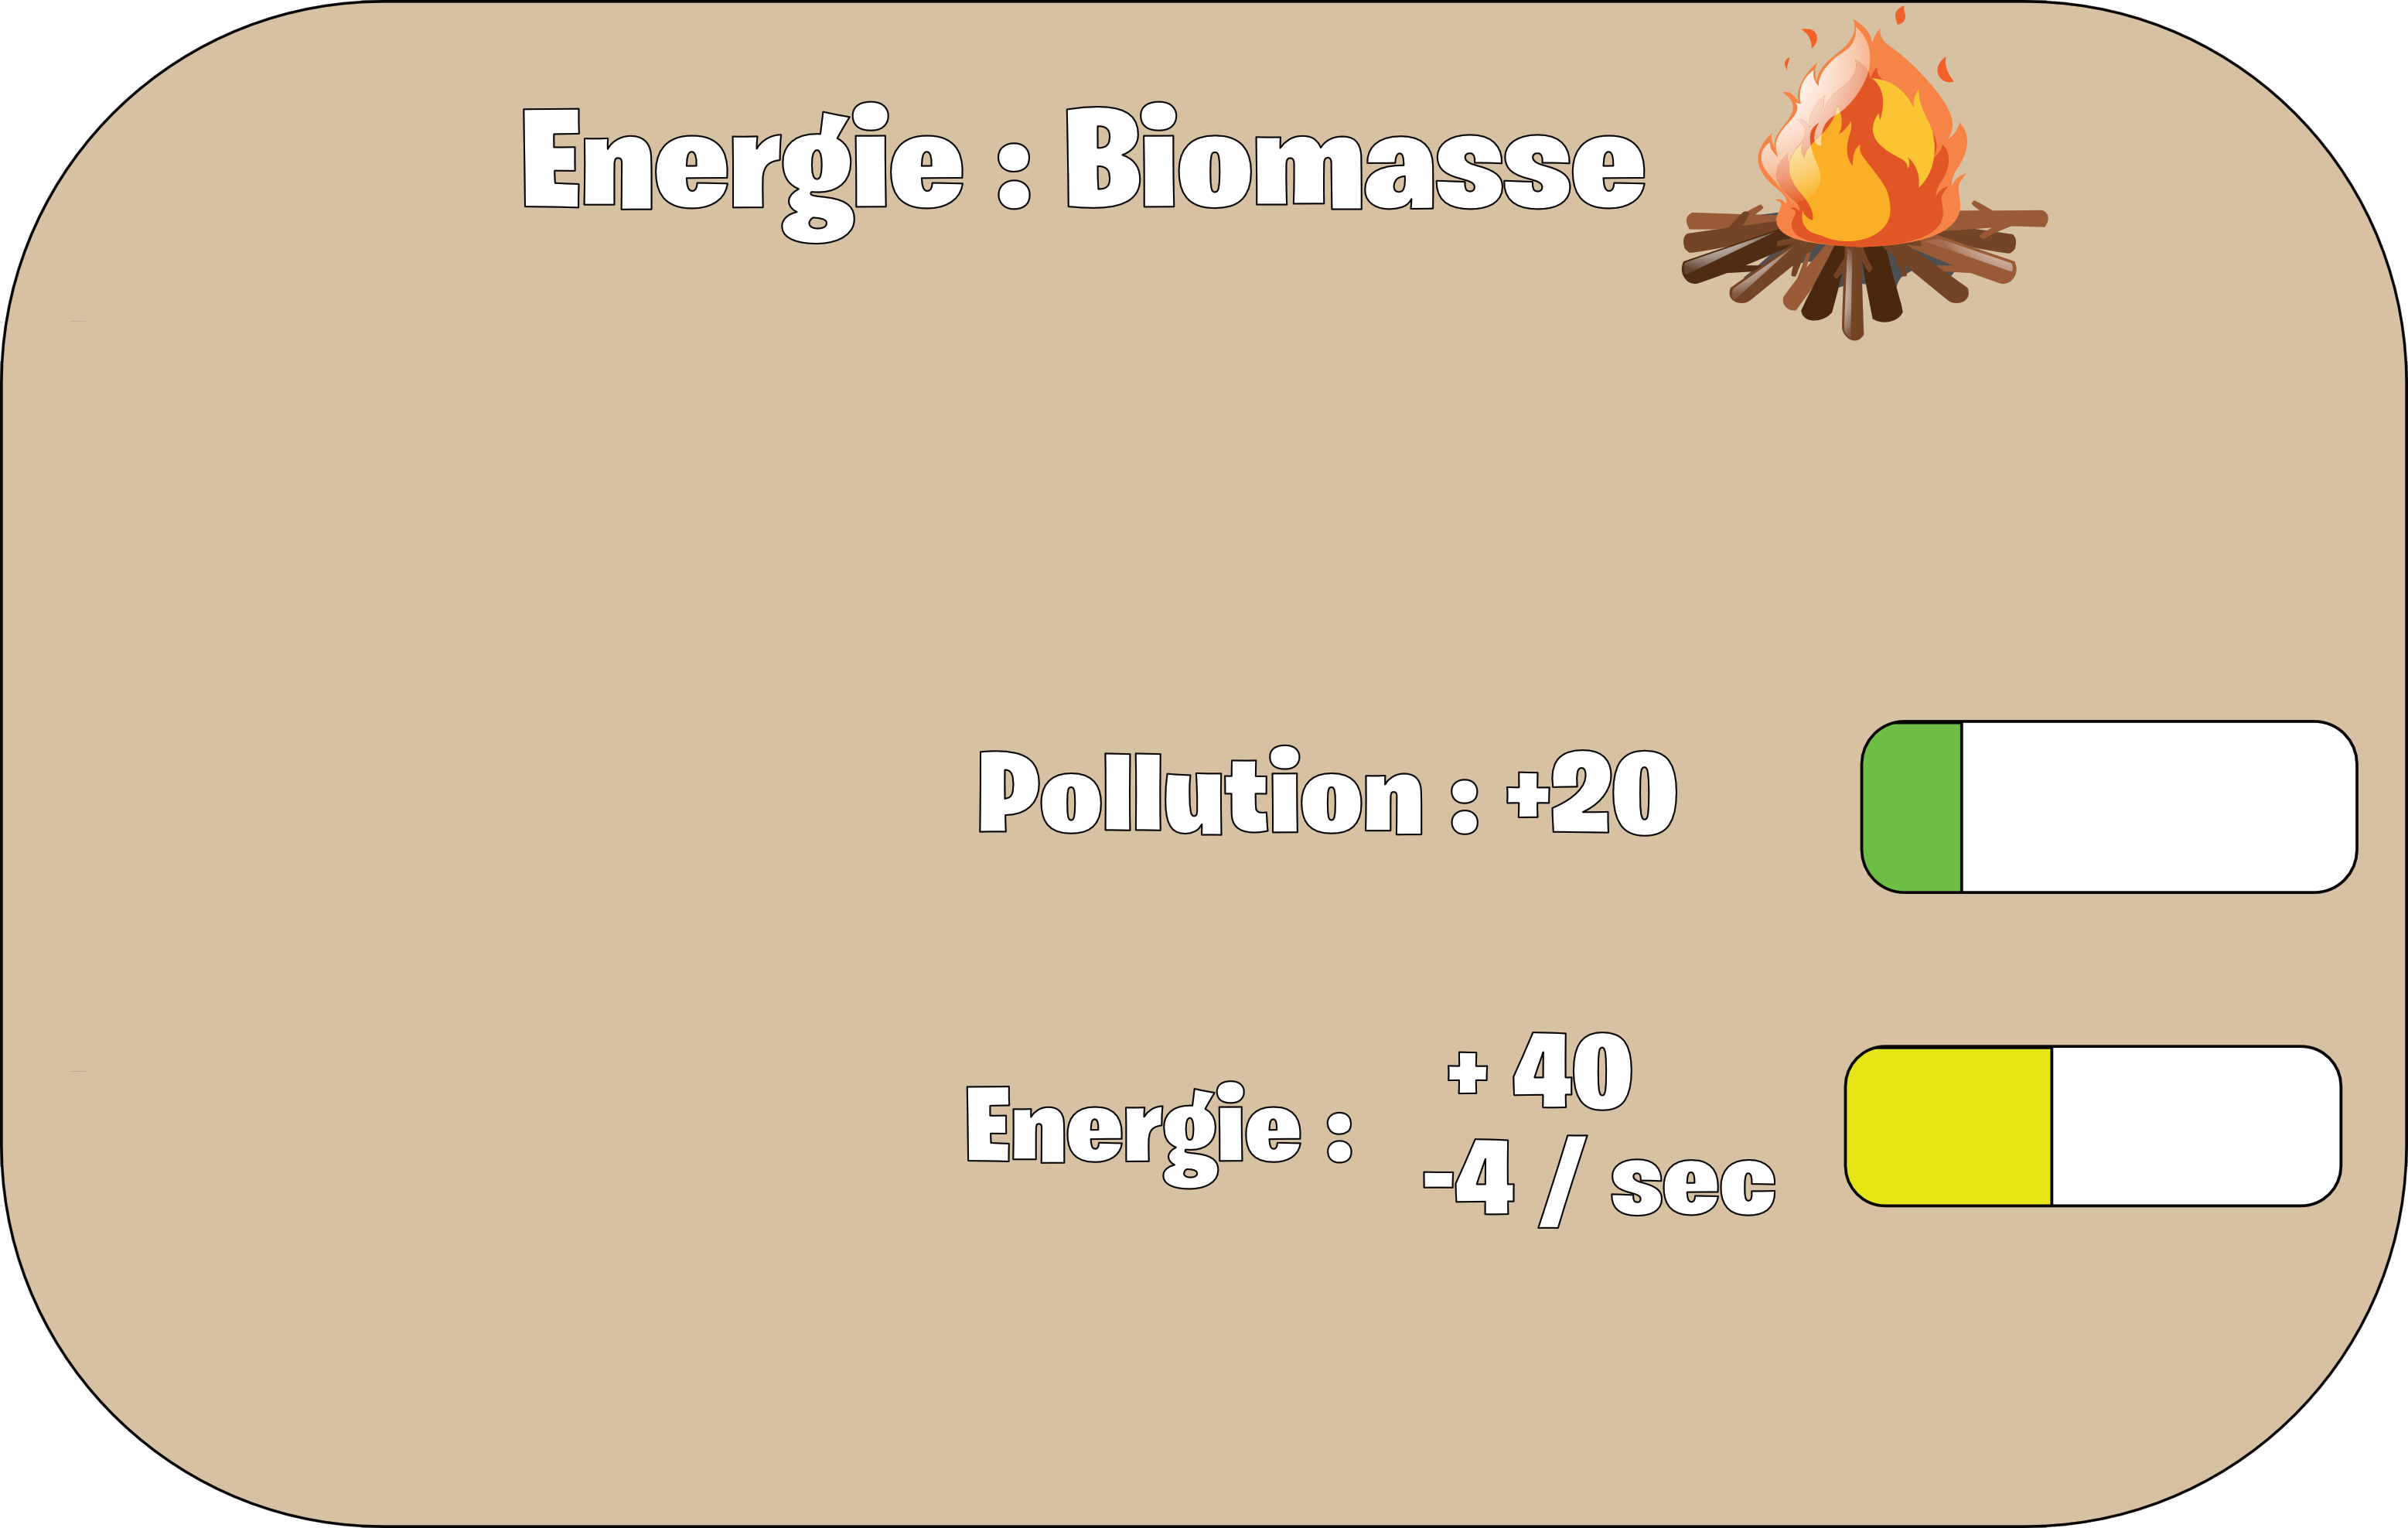 Energie : Biomasse
Pollution : +20
+ 40
Energie :
-4 / sec